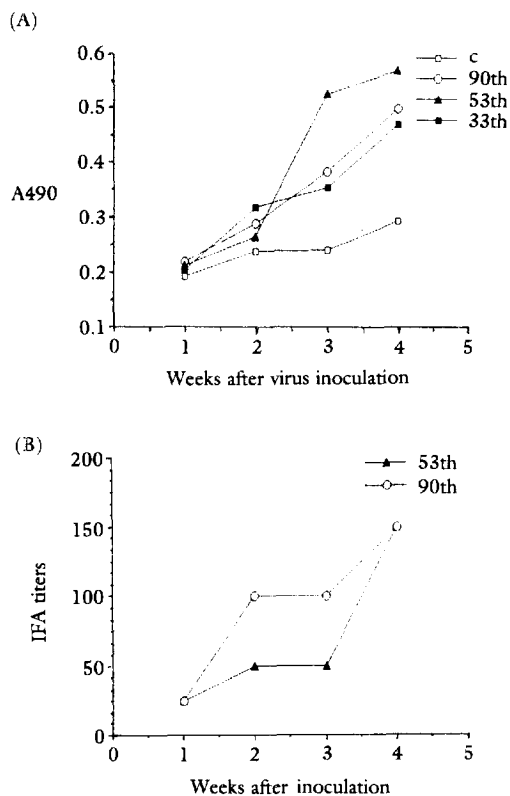 (A)
c
90th
53th
33th
0.6
0.5
0.4
0.3
0.2
0.1
A490
0 1 2 3 4 5
Weeks after virus inoculation
(B)
53th
90th
200
150
100
50
0
IFA titers
0 1 2 3 4 5
Weeks after inoculation